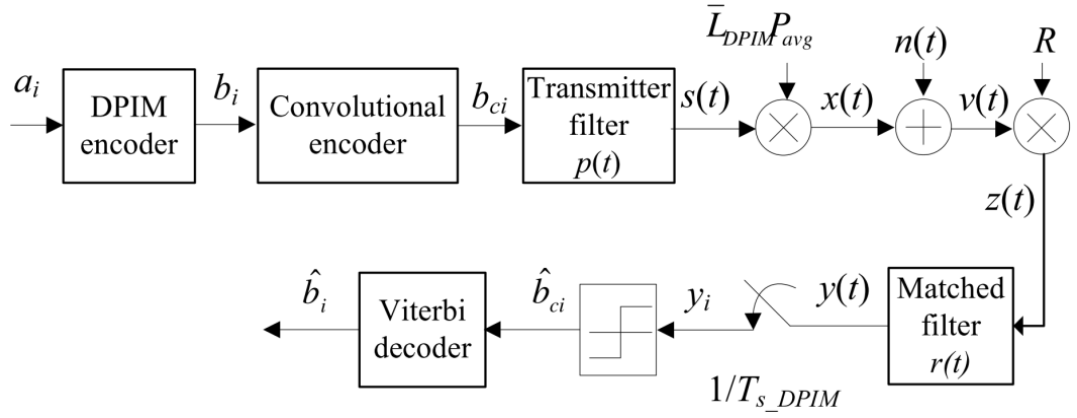 L̅_DPIM P_avg
n(t)
R
a_i
DPIM
encoder
b_i
Convolutional
encoder
b_ci
Transmitter
filter
p(t)
s(t)
x(t)
v(t)
z(t)
b̂_i
Viterbi
decoder
b̂_ci
y_i
y(t)
Matched
filter
r(t)
1/T_s_DPIM